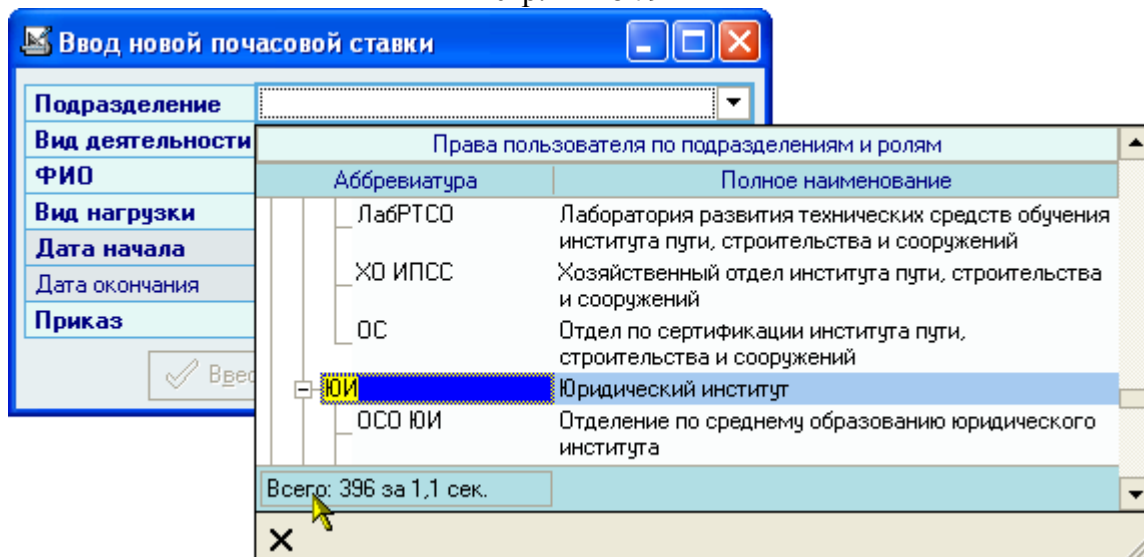 Ввод новой почасовой ставки
Подразделение
Вид деятельности
ФИО
Вид нагрузки
Дата начала
Дата окончания
Приказ
Права пользователя по подразделениям и ролям
Аббревиатура Полное наименование
ЛабРТСО Лаборатория развития технических средств обучения
института пути, строительства и сооружений
ХО ИПСС Хозяйственный отдел института пути, строительства
и сооружений
ОС Отдел по сертификации института пути,
строительства и сооружений
ЮИ Юридический институт
ОСО ЮИ Отделение по среднему образованию юридического
института
Всего: 396 за 1,1 сек.